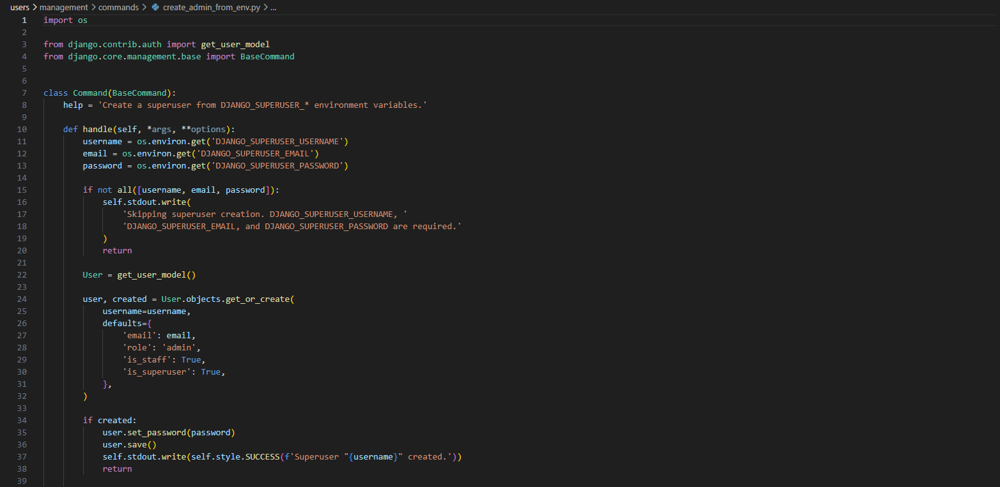 users > management > commands > create_admin_from_env.py > ...
1 import os
2
3 from django.contrib.auth import get_user_model
4 from django.core.management.base import BaseCommand
5
6
7 class Command(BaseCommand):
8     help = 'Create a superuser from DJANGO_SUPERUSER_* environment variables.'
9
10     def handle(self, *args, **options):
11         username = os.environ.get('DJANGO_SUPERUSER_USERNAME')
12         email = os.environ.get('DJANGO_SUPERUSER_EMAIL')
13         password = os.environ.get('DJANGO_SUPERUSER_PASSWORD')
14
15         if not all([username, email, password]):
16             self.stdout.write(
17                 'Skipping superuser creation. DJANGO_SUPERUSER_USERNAME, '
18                 'DJANGO_SUPERUSER_EMAIL, and DJANGO_SUPERUSER_PASSWORD are required.'
19             )
20             return
21
22         User = get_user_model()
23
24         user, created = User.objects.get_or_create(
25             username=username,
26             defaults={
27                 'email': email,
28                 'role': 'admin',
29                 'is_staff': True,
30                 'is_superuser': True,
31             },
32         )
33
34         if created:
35             user.set_password(password)
36             user.save()
37             self.stdout.write(self.style.SUCCESS(f'Superuser "{username}" created.'))
38             return
39